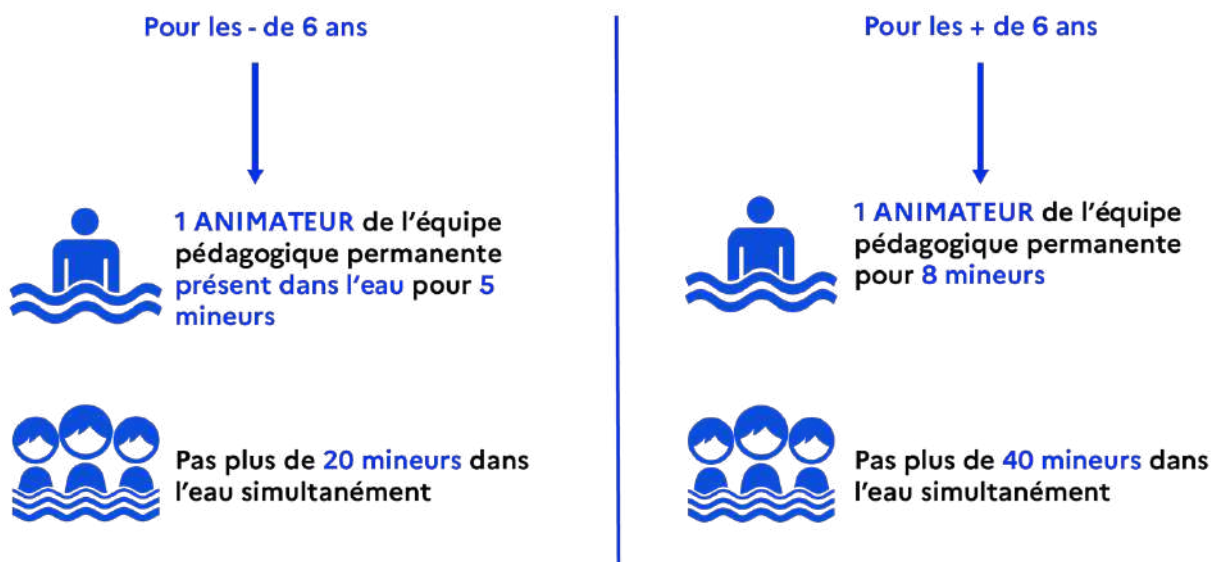 Pour les - de 6 ans
1 ANIMATEUR de l'équipe
pédagogique permanente
présent dans l'eau pour 5
mineurs
Pas plus de 20 mineurs dans
l'eau simultanément
Pour les + de 6 ans
1 ANIMATEUR de l'équipe
pédagogique permanente
pour 8 mineurs
Pas plus de 40 mineurs dans
l'eau simultanément